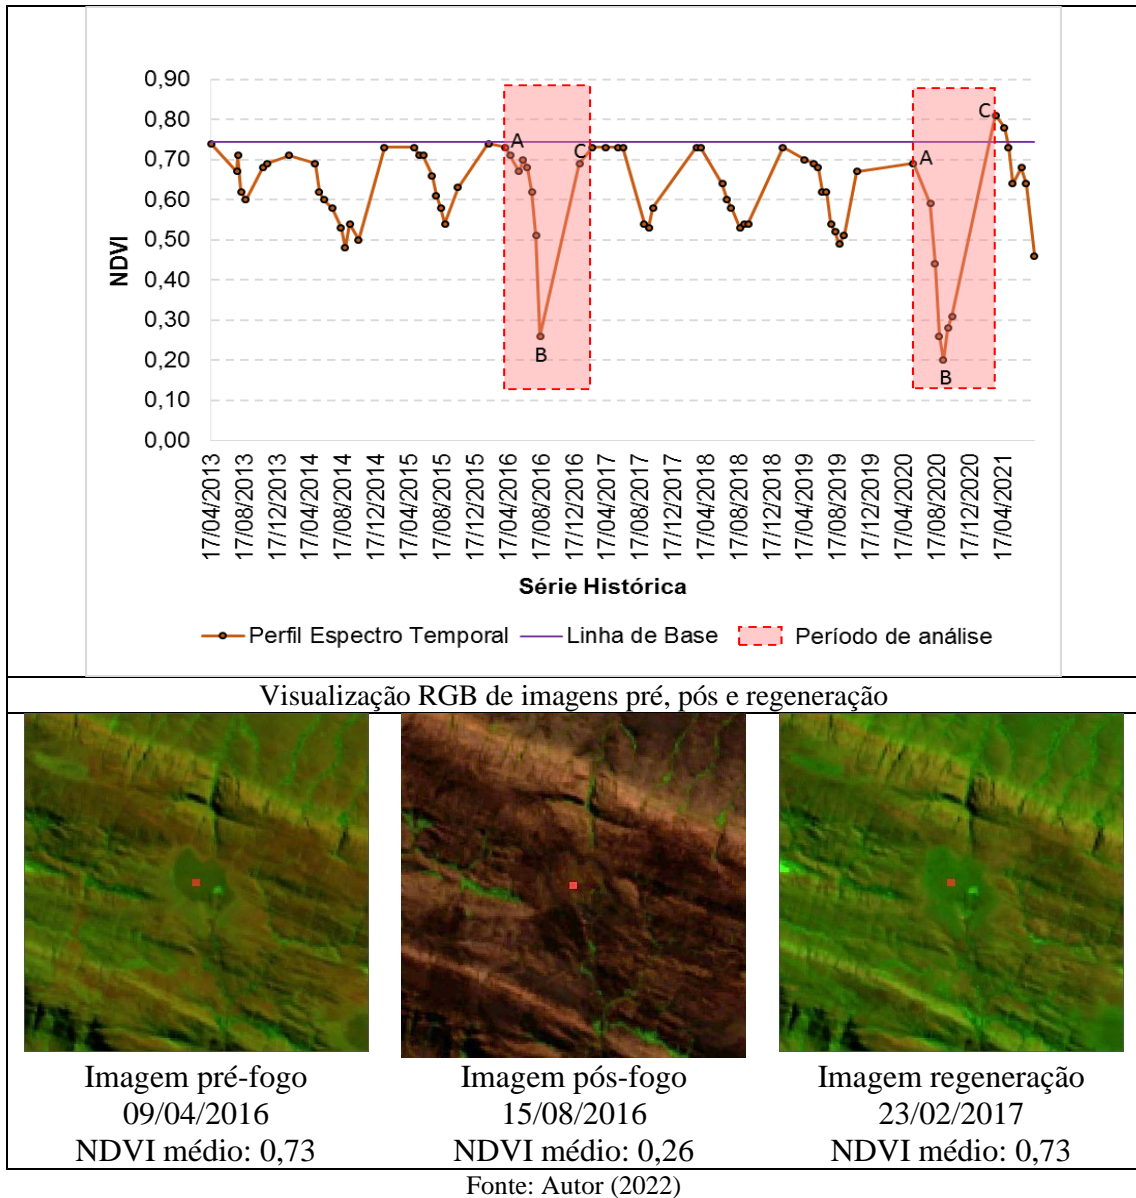 0,90
0,80
0,70
0,60
0,50
0,40
0,30
0,20
0,10
0,00
NDVI
A
C
B
A
C
B
17/04/2013
17/08/2013
17/12/2013
17/04/2014
17/08/2014
17/12/2014
17/04/2015
17/08/2015
17/12/2015
17/04/2016
17/08/2016
17/12/2016
17/04/2017
17/08/2017
17/12/2017
17/04/2018
17/08/2018
17/12/2018
17/04/2019
17/08/2019
17/12/2019
17/04/2020
17/08/2020
17/12/2020
17/04/2021
Série Histórica
Perfil Espectro Temporal
Linha de Base
Período de análise
Visualização RGB de imagens pré, pós e regeneração
Imagem pré-fogo
09/04/2016
NDVI médio: 0,73
Imagem pós-fogo
15/08/2016
NDVI médio: 0,26
Imagem regeneração
23/02/2017
NDVI médio: 0,73
Fonte: Autor (2022)